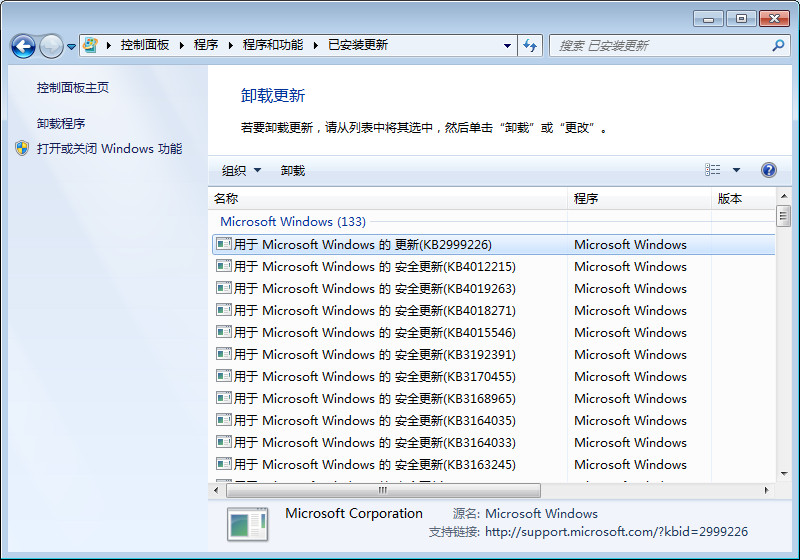 控制面板 程序 程序和功能 已安装更新 搜索 已安装更新
控制面板主页
卸载程序
打开或关闭 Windows 功能
卸载更新
若要卸载更新，请从列表中将其选中，然后单击“卸载”或“更改”。
组织 卸载
名称 程序 版本
Microsoft Windows (133)
用于 Microsoft Windows 的 更新(KB2999226) Microsoft Windows
用于 Microsoft Windows 的 安全更新(KB4012215) Microsoft Windows
用于 Microsoft Windows 的 安全更新(KB4019263) Microsoft Windows
用于 Microsoft Windows 的 安全更新(KB4018271) Microsoft Windows
用于 Microsoft Windows 的 安全更新(KB4015546) Microsoft Windows
用于 Microsoft Windows 的 安全更新(KB3192391) Microsoft Windows
用于 Microsoft Windows 的 安全更新(KB3170455) Microsoft Windows
用于 Microsoft Windows 的 安全更新(KB3168965) Microsoft Windows
用于 Microsoft Windows 的 安全更新(KB3164035) Microsoft Windows
用于 Microsoft Windows 的 安全更新(KB3164033) Microsoft Windows
用于 Microsoft Windows 的 安全更新(KB3163245) Microsoft Windows
Microsoft Corporation 源名: Microsoft Windows
支持链接: http://support.microsoft.com/?kbid=2999226